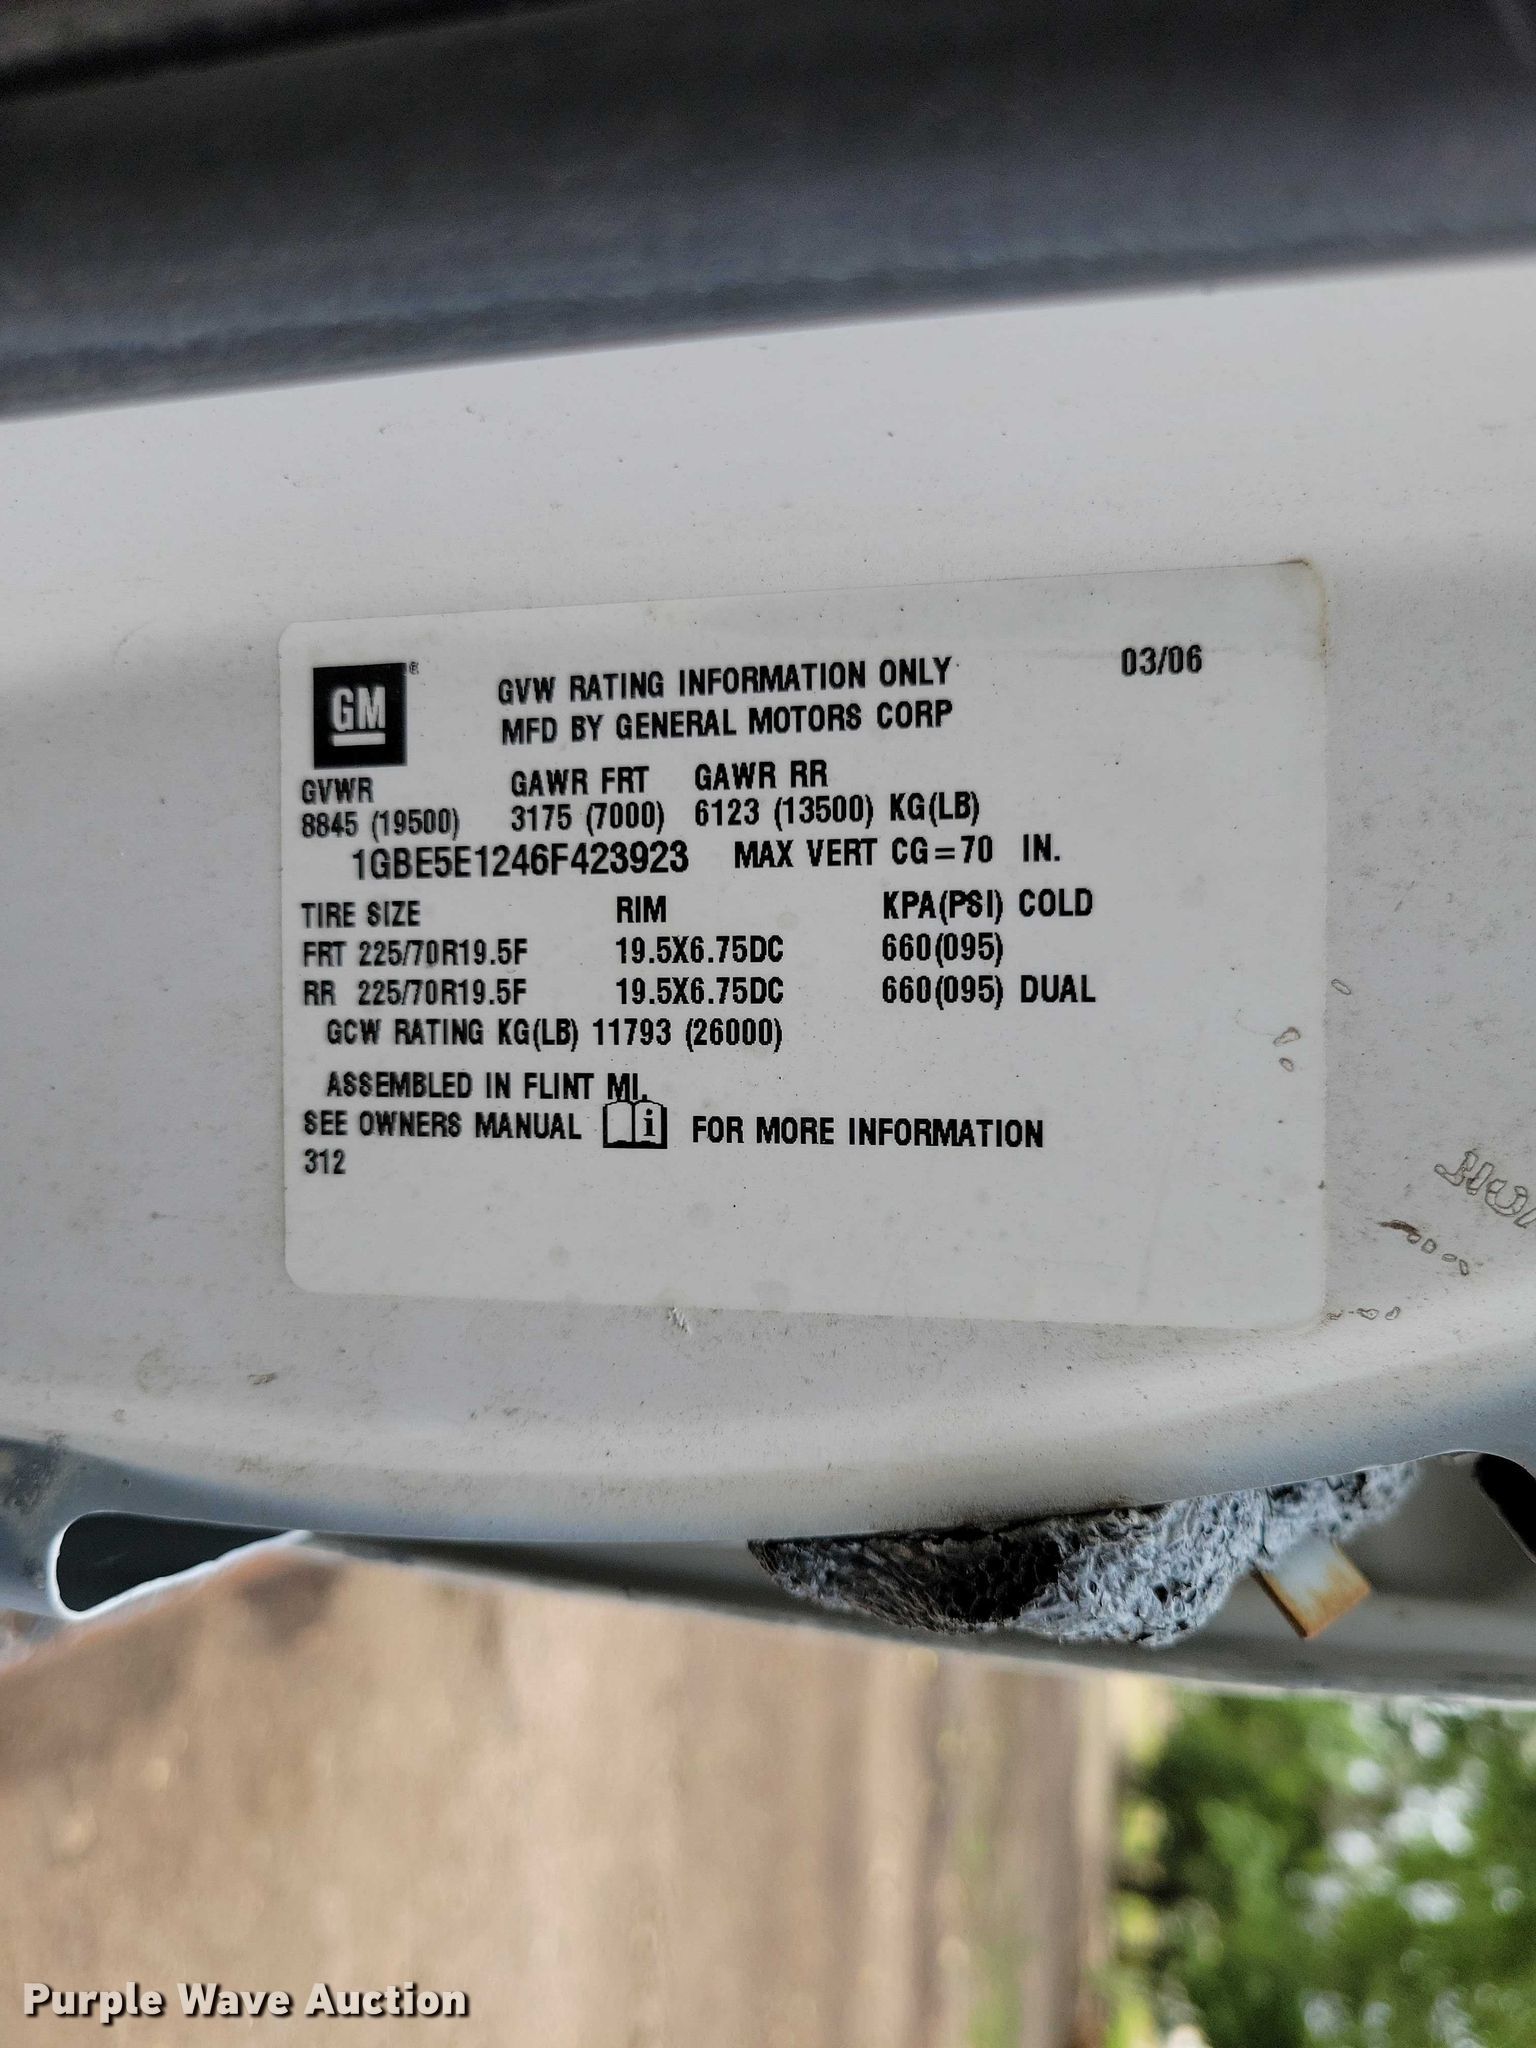 GM®
GVW RATING INFORMATION ONLY
03/06
MFD BY GENERAL MOTORS CORP
GVWR GAWR FRT GAWR RR
8845 (19500) 3175 (7000) 6123 (13500) KG(LB)
1GBE5E1246F423923 MAX VERT CG=70 IN.
TIRE SIZE RIM KPA(PSI) COLD
FRT 225/70R19.5F 19.5X6.75DC 660(095)
RR 225/70R19.5F 19.5X6.75DC 660(095) DUAL
GCW RATING KG(LB) 11793 (26000)
ASSEMBLED IN FLINT MI.
SEE OWNERS MANUAL i FOR MORE INFORMATION
312
Purple Wave Auction